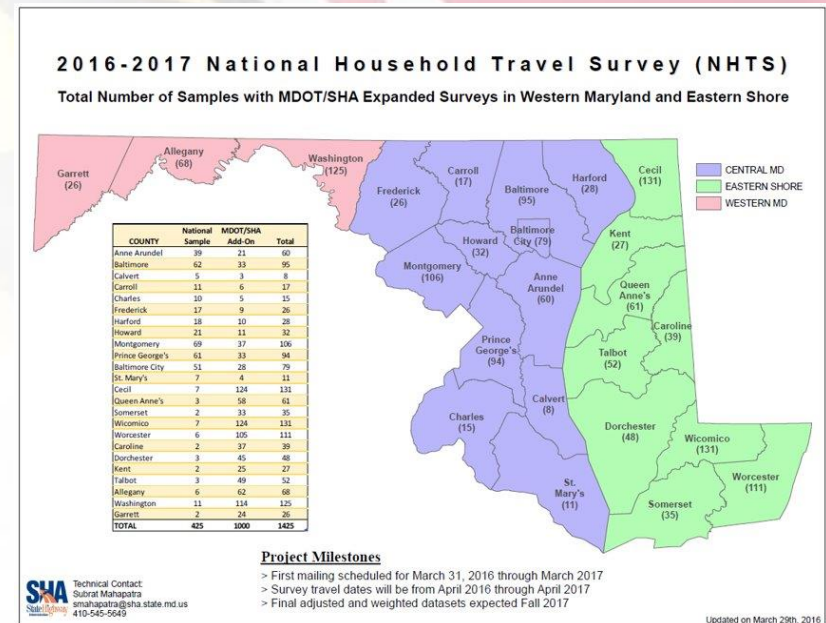 2016-2017 National Household Travel Survey (NHTS)
Total Number of Samples with MDOT/SHA Expanded Surveys in Western Maryland and Eastern Shore
Garrett
(26)
Allegany
(68)
Washington
(125)
Frederick
(26)
Carroll
(17)
Baltimore
(95)
Harford
(28)
Cecil
(131)
CENTRAL MD
EASTERN SHORE
WESTERN MD
Howard
(32)
Baltimore
City (79)
Kent
(27)
Montgomery
(106)
Anne
Arundel
(60)
Queen
Anne's
(61)
Caroline
(39)
Prince
George's
(94)
Talbot
(52)
Calvert
(8)
Charles
(15)
Dorchester
(48)
Wicomico
(131)
St.
Mary's
(11)
Somerset
(35)
Worcester
(111)
COUNTY National Sample MDOT/SHA Add-On Total
Anne Arundel 39 21 60
Baltimore 62 33 95
Calvert 5 3 8
Carroll 11 6 17
Charles 10 5 15
Frederick 17 9 26
Harford 18 10 28
Howard 21 11 32
Montgomery 69 37 106
Prince George's 61 33 94
Baltimore City 51 28 79
St. Mary's 7 4 11
Cecil 7 124 131
Queen Anne's 3 58 61
Somerset 2 33 35
Wicomico 7 124 131
Worcester 6 105 111
Caroline 2 37 39
Dorchester 3 45 48
Kent 2 25 27
Talbot 3 49 52
Allegany 6 62 68
Washington 11 114 125
Garrett 2 24 26
TOTAL 425 1000 1425
Project Milestones
> First mailing scheduled for March 31, 2016 through March 2017
> Survey travel dates will be from April 2016 through April 2017
> Final adjusted and weighted datasets expected Fall 2017
SHA
StateHighway
Technical Contact:
Subrat Mahapatra
smahapatra@sha.state.md.us
410-545-5649
Updated on March 29th, 2016